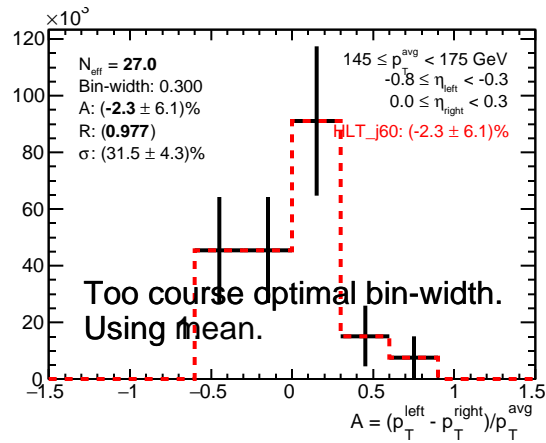 ×10³
N_eff = 27.0
Bin-width: 0.300
A: (-2.3 ± 6.1)%
R: (0.977)
σ: (31.5 ± 4.3)%
145 ≤ p_T^avg < 175 GeV
-0.8 ≤ η_left < -0.3
0.0 ≤ η_right < 0.3
HLT_j60: (-2.3 ± 6.1)%
120
100
80
60
40
20
0
Too course optimal bin-width.
Using mean.
−1.5 −1 −0.5 0 0.5 1 1.5
A = (p_T^left - p_T^right)/p_T^avg